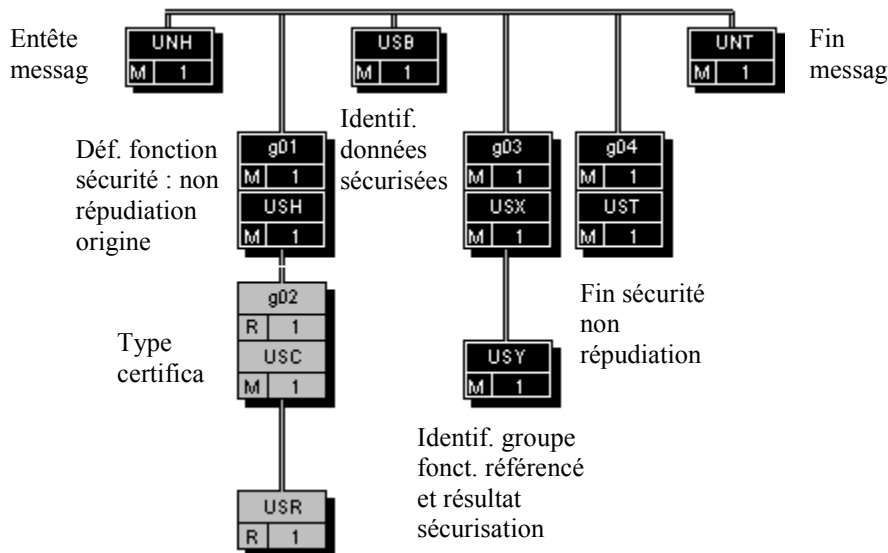 Entête
messag
UNH
M 1
USB
M 1
UNT
M 1
Fin
messag
Déf. fonction
sécurité : non
répudiation
origine
g01
M 1
USH
M 1
Identif.
données
sécurisées
g03
M 1
USX
M 1
g04
M 1
UST
M 1
Type
certifica
g02
R 1
USC
M 1
USY
M 1
Fin sécurité
non
répudiation
Identif. groupe
fonct. référencé
et résultat
sécurisation
USR
R 1